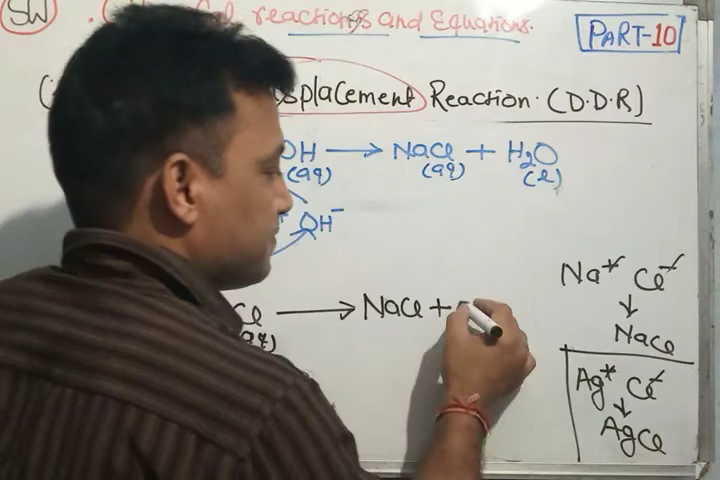 SW reactions and Equations. PART-10
splacement Reaction. (D.D.R)
OH → NaCl + H₂O
(aq) (aq) (l)
OH⁻
Cl → NaCl +
aq)
Na⁺ Cl⁻
↓
NaCl
Ag⁺ Cl⁻
↓
AgCl